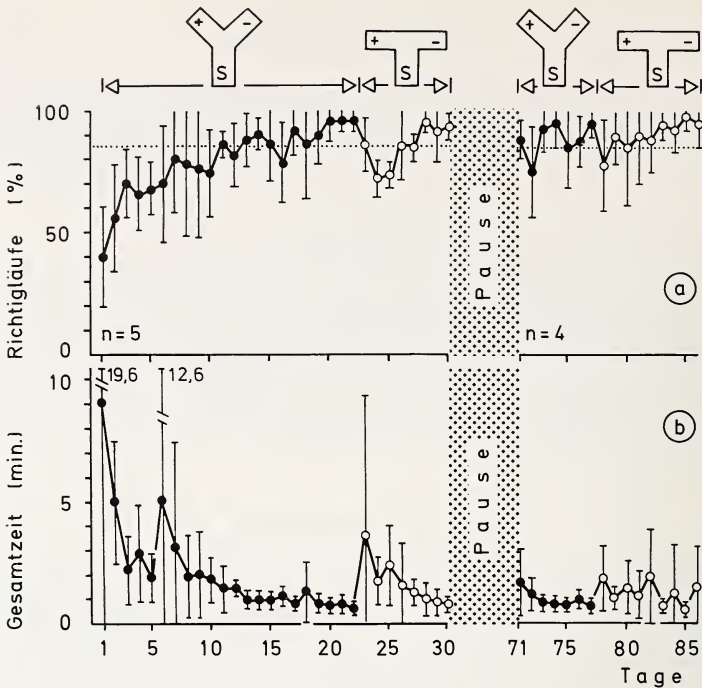 + - S
+ - S
+ - S
+ - S
Richtigläufe (%)
100
50
0
n=5
Pause
n=4
a
Gesamtzeit (min.)
10
5
0
19,6
12,6
Pause
b
1 5 10 15 20 25 30 71 75 80 85
Tage